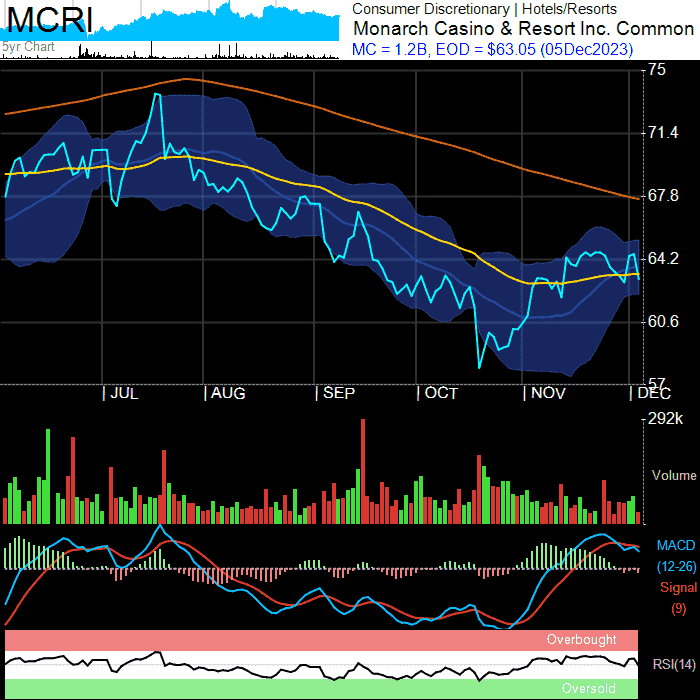 MCRI
5yr Chart
Consumer Discretionary | Hotels/Resorts
Monarch Casino & Resort Inc. Common
MC = 1.2B, EOD = $63.05 (05Dec2023)
75
71.4
67.8
64.2
60.6
57
JUL AUG SEP OCT NOV DEC
292k
Volume
MACD
(12-26)
Signal
(9)
Overbought
RSI(14)
Oversold